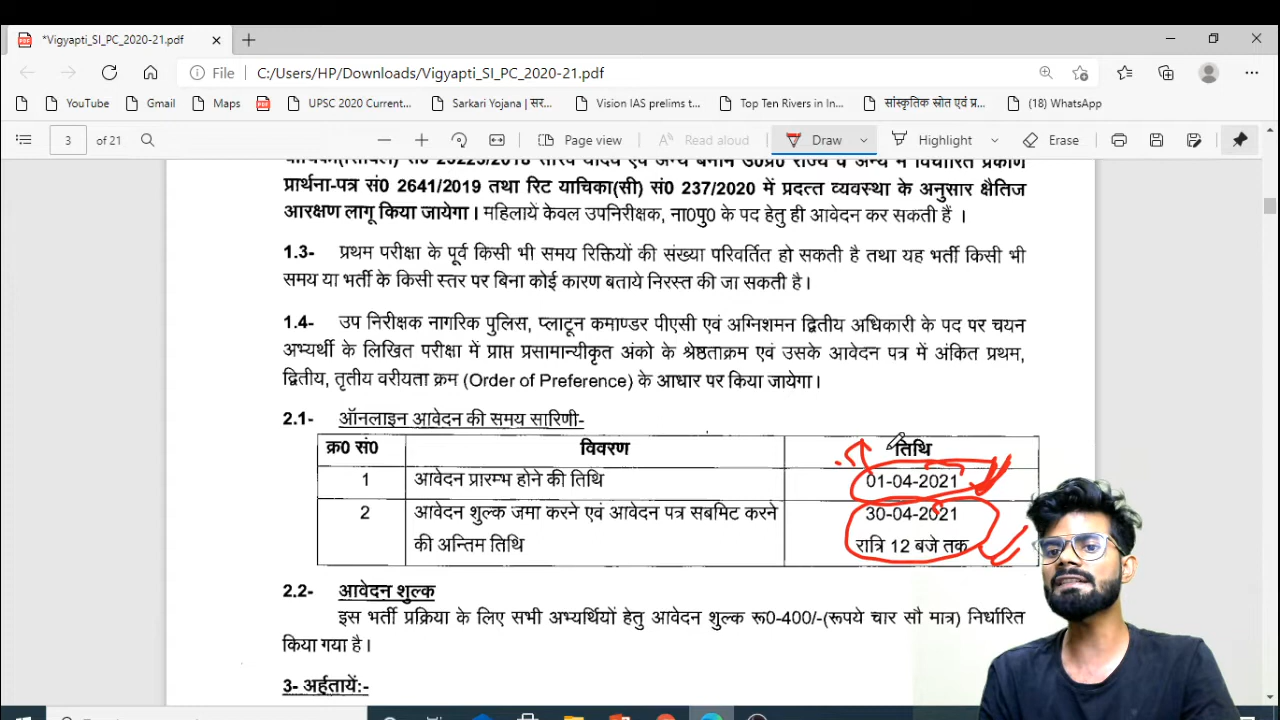 *Vigyapti_SI_PC_2020-21.pdf
File C:/Users/HP/Downloads/Vigyapti_SI_PC_2020-21.pdf
YouTube Gmail Maps UPSC 2020 Current... Sarkari Yojana | सर... Vision IAS prelims t... Top Ten Rivers in In... सांस्कृतिक स्रोत एवं प्र... (18) WhatsApp
3 of 21 Page view Read aloud Draw Highlight Erase
प्रार्थना-पत्र सं0 2641/2019 तथा रिट याचिका(सी) सं0 237/2020 में प्रदत्त व्यवस्था के अनुसार क्षैतिज
आरक्षण लागू किया जायेगा। महिलायें केवल उपनिरीक्षक, ना0पु0 के पद हेतु ही आवेदन कर सकती हैं ।
1.3- प्रथम परीक्षा के पूर्व किसी भी समय रिक्तियों की संख्या परिवर्तित हो सकती है तथा यह भर्ती किसी भी
समय या भर्ती के किसी स्तर पर बिना कोई कारण बताये निरस्त की जा सकती है।
1.4- उप निरीक्षक नागरिक पुलिस, प्लाटून कमाण्डर पीएसी एवं अग्निशमन द्वितीय अधिकारी के पद पर चयन
अभ्यर्थी के लिखित परीक्षा में प्राप्त प्रसामान्यीकृत अंको के श्रेष्ठताक्रम एवं उसके आवेदन पत्र में अंकित प्रथम,
द्वितीय, तृतीय वरीयता क्रम (Order of Preference) के आधार पर किया जायेगा।
2.1- ऑनलाइन आवेदन की समय सारिणी-
क्र0 सं0 विवरण तिथि
1 आवेदन प्रारम्भ होने की तिथि 01-04-2021
2 आवेदन शुल्क जमा करने एवं आवेदन पत्र सबमिट करने 30-04-2021
की अन्तिम तिथि रात्रि 12 बजे तक
2.2- आवेदन शुल्क
इस भर्ती प्रक्रिया के लिए सभी अभ्यर्थियों हेतु आवेदन शुल्क रू0-400/-(रूपये चार सौ मात्र) निर्धारित
किया गया है।
3- अर्हतायें:-